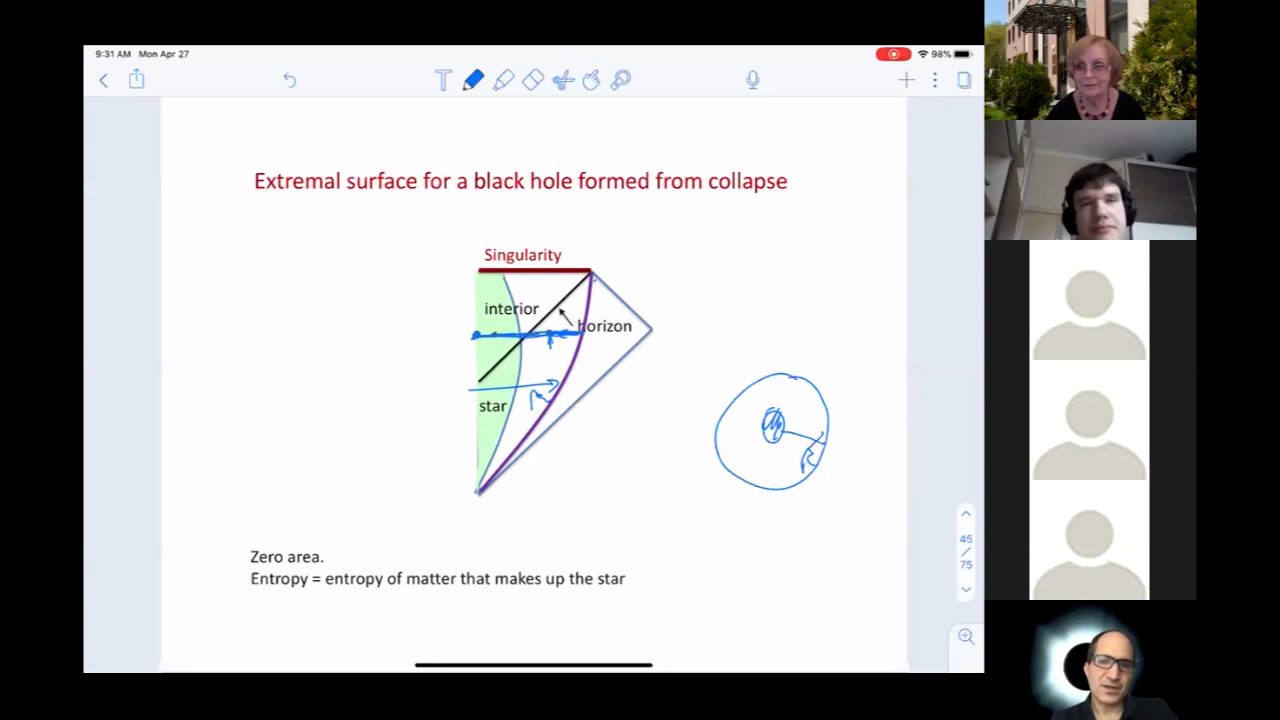 9:31 AM Mon Apr 27
98%
T
Extremal surface for a black hole formed from collapse
Singularity
interior
horizon
star
R
R
45
/
75
Zero area.
Entropy = entropy of matter that makes up the star